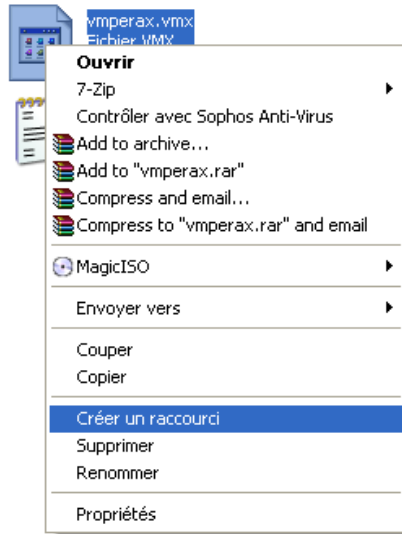 vmperax.vmx
Fichier VMX
Ouvrir
7-Zip
Contrôler avec Sophos Anti-Virus
Add to archive...
Add to "vmperax.rar"
Compress and email...
Compress to "vmperax.rar" and email
MagicISO
Envoyer vers
Couper
Copier
Créer un raccourci
Supprimer
Renommer
Propriétés